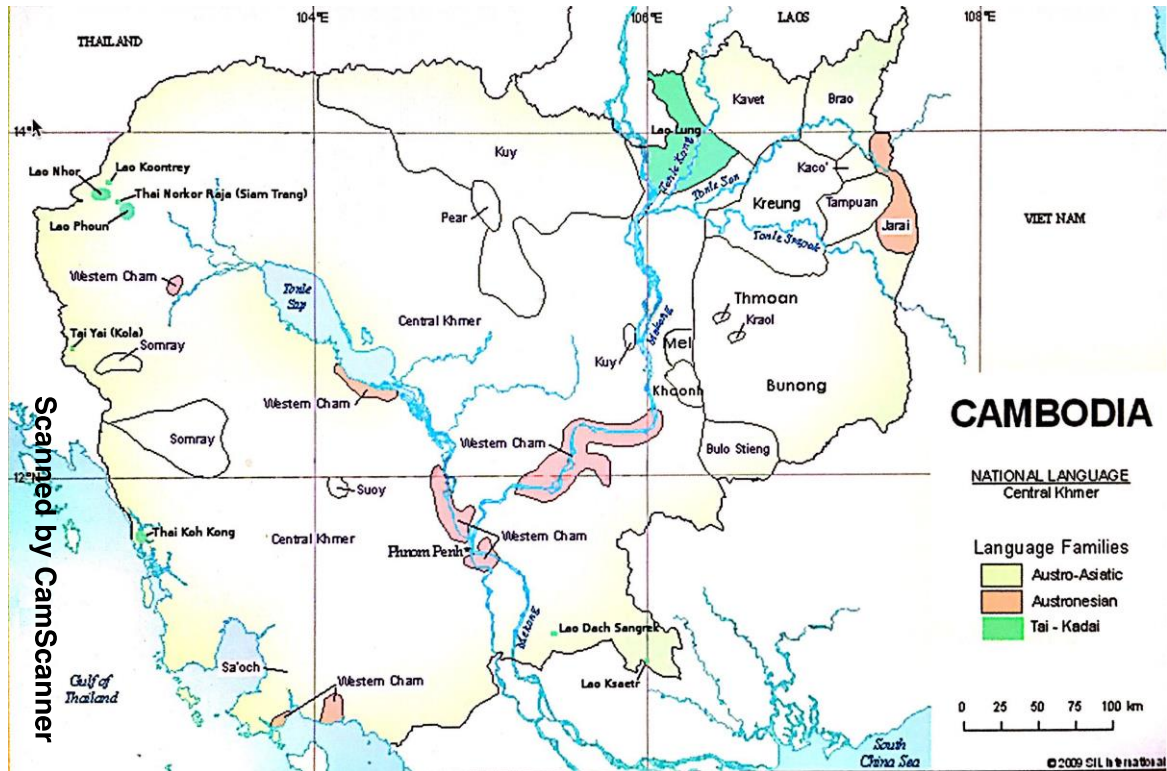 104°E
106°E
LAOS
108°E
THAILAND
Kavet
Brao
14°
Lao Lung
Kuy
Lao Koontrey
Lao Nhor
Tonle Kong
Kaco'
Thai Norkor Raja (Siam Trang)
Tonle San
Pear
Kreung
Tampuan
Lao Phoun
VIET NAM
Jarai
Tonle Srepok
Western Cham
Tonle
Sap
Thmoan
Central Khmer
Mekong
Kraol
Tai Yai (Kola)
Somray
Mel
Kuy
Bunong
Khaonh
Western Cham
CAMBODIA
Somray
Western Cham
Bulo Stieng
12°
NATIONAL LANGUAGE
Central Khmer
Suoy
Thai Koh Kong
Central Khmer
Western Cham
Phnom Penh
Language Families
Austro-Asiatic
Austronesian
Tai - Kadai
Mekong
Lao Dach Sangrek
Sa'och
Lao Ksaetr
Western Cham
Gulf of
Thailand
0 25 50 75 100 km
South
China Sea
© 2009 SIL International
Scanned by CamScanner